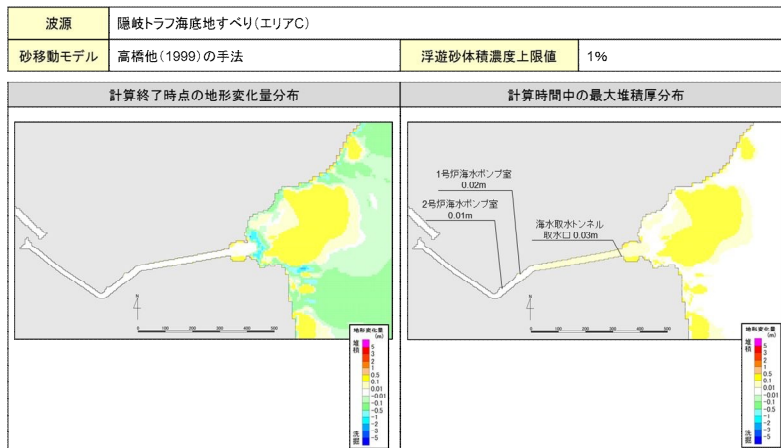 波源 隠岐トラフ海底地すべり(エリアC)
砂移動モデル 高橋他(1999)の手法 浮遊砂体積濃度上限値 1%
計算終了時点の地形変化量分布 計算時間中の最大堆積厚分布
1号炉海水ポンプ室
0.02m
2号炉海水ポンプ室
0.01m
海水取水トンネル
取水口 0.03m
N
0 100 200 300 400 500
N
0 100 200 300 400 500
地形変化量
(m)
堆積
5
3
2
1
0.5
0.1
0.01
-0.01
-0.1
-0.5
-1
-2
-3
-5
洗掘
地形変化量
(m)
堆積
5
3
2
1
0.5
0.1
0.01
-0.01
-0.1
-0.5
-1
-2
-3
-5
洗掘